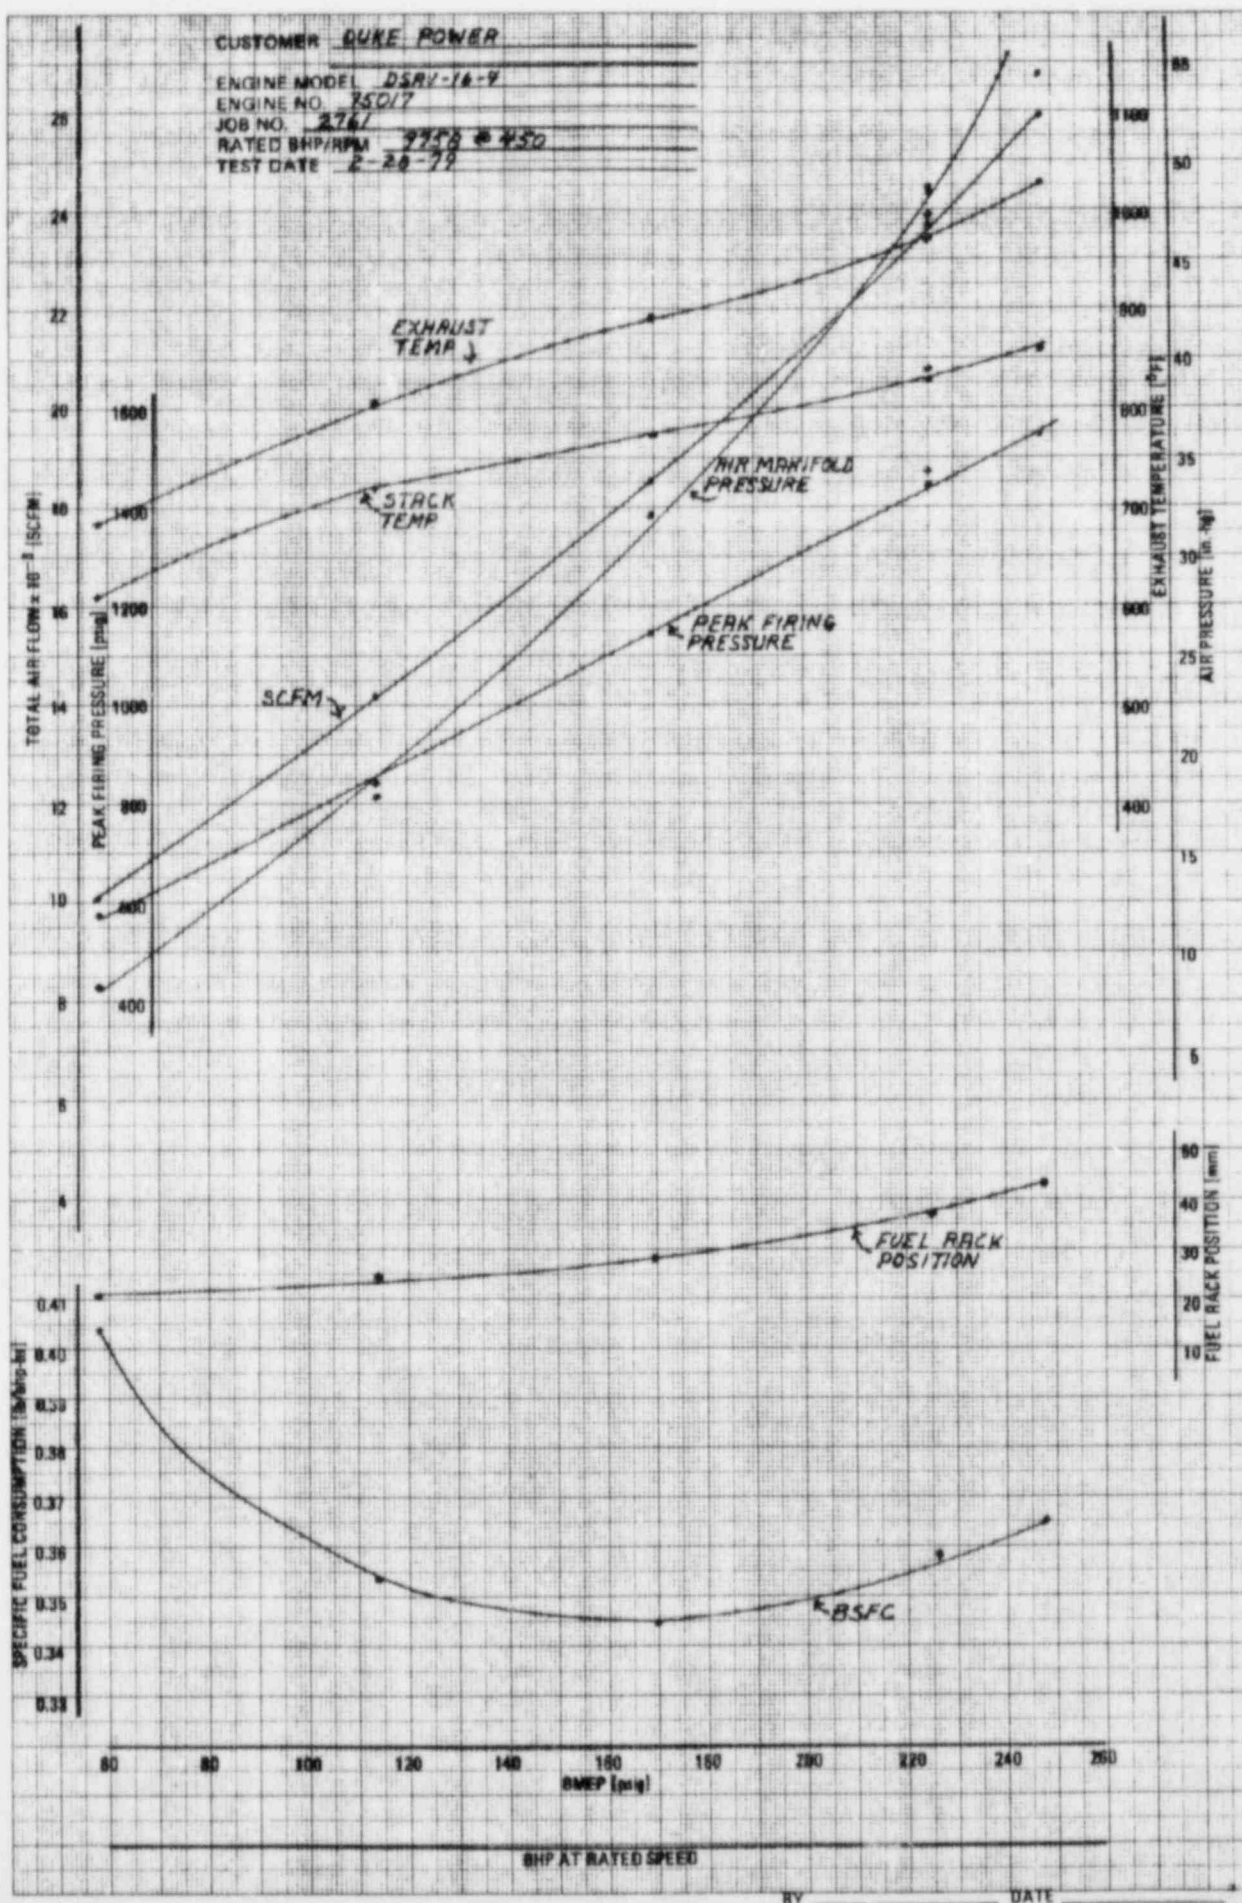 CUSTOMER DUKE POWER
ENGINE MODEL DSRV-16-4
ENGINE NO. 75017
JOB NO. 2761
RATED BHP/RPM 9758 @ 450
TEST DATE 2-20-79
TOTAL AIR FLOW x 10⁻³ [SCFM]
28
24
22
20
18
16
14
12
10
8
6
4
PEAK FIRING PRESSURE [psig]
1600
1400
1200
1000
800
600
400
EXHAUST TEMPERATURE [°F]
1100
1000
900
800
700
600
500
400
AIR PRESSURE [in.-hg]
55
50
45
40
35
30
25
20
15
10
5
EXHAUST TEMP
STACK TEMP
AIR MANIFOLD PRESSURE
PEAK FIRING PRESSURE
SCFM
FUEL RACK POSITION [mm]
50
40
30
20
10
FUEL RACK POSITION
SPECIFIC FUEL CONSUMPTION [lb/bhp-hr]
0.41
0.40
0.39
0.38
0.37
0.36
0.35
0.34
0.33
BSFC
60 80 100 120 140 160 180 200 220 240 260
BMEP [psig]
BHP AT RATED SPEED
BY DATE